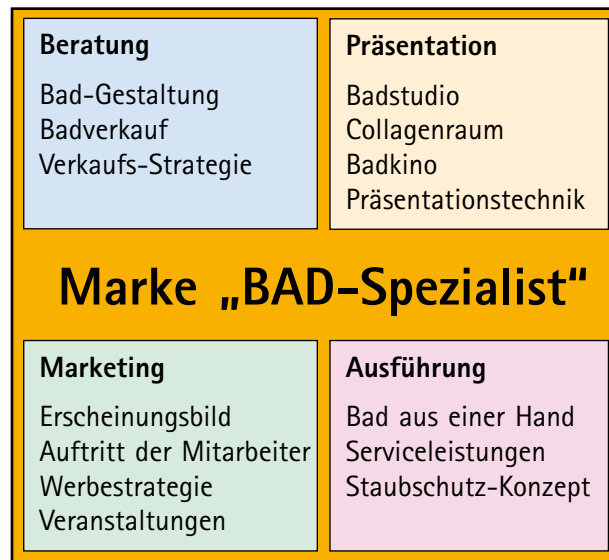 Beratung
Bad-Gestaltung
Badverkauf
Verkaufs-Strategie
Präsentation
Badstudio
Collagenraum
Badkino
Präsentationstechnik
Marke „BAD-Spezialist“
Marketing
Erscheinungsbild
Auftritt der Mitarbeiter
Werbestrategie
Veranstaltungen
Ausführung
Bad aus einer Hand
Serviceleistungen
Staubschutz-Konzept